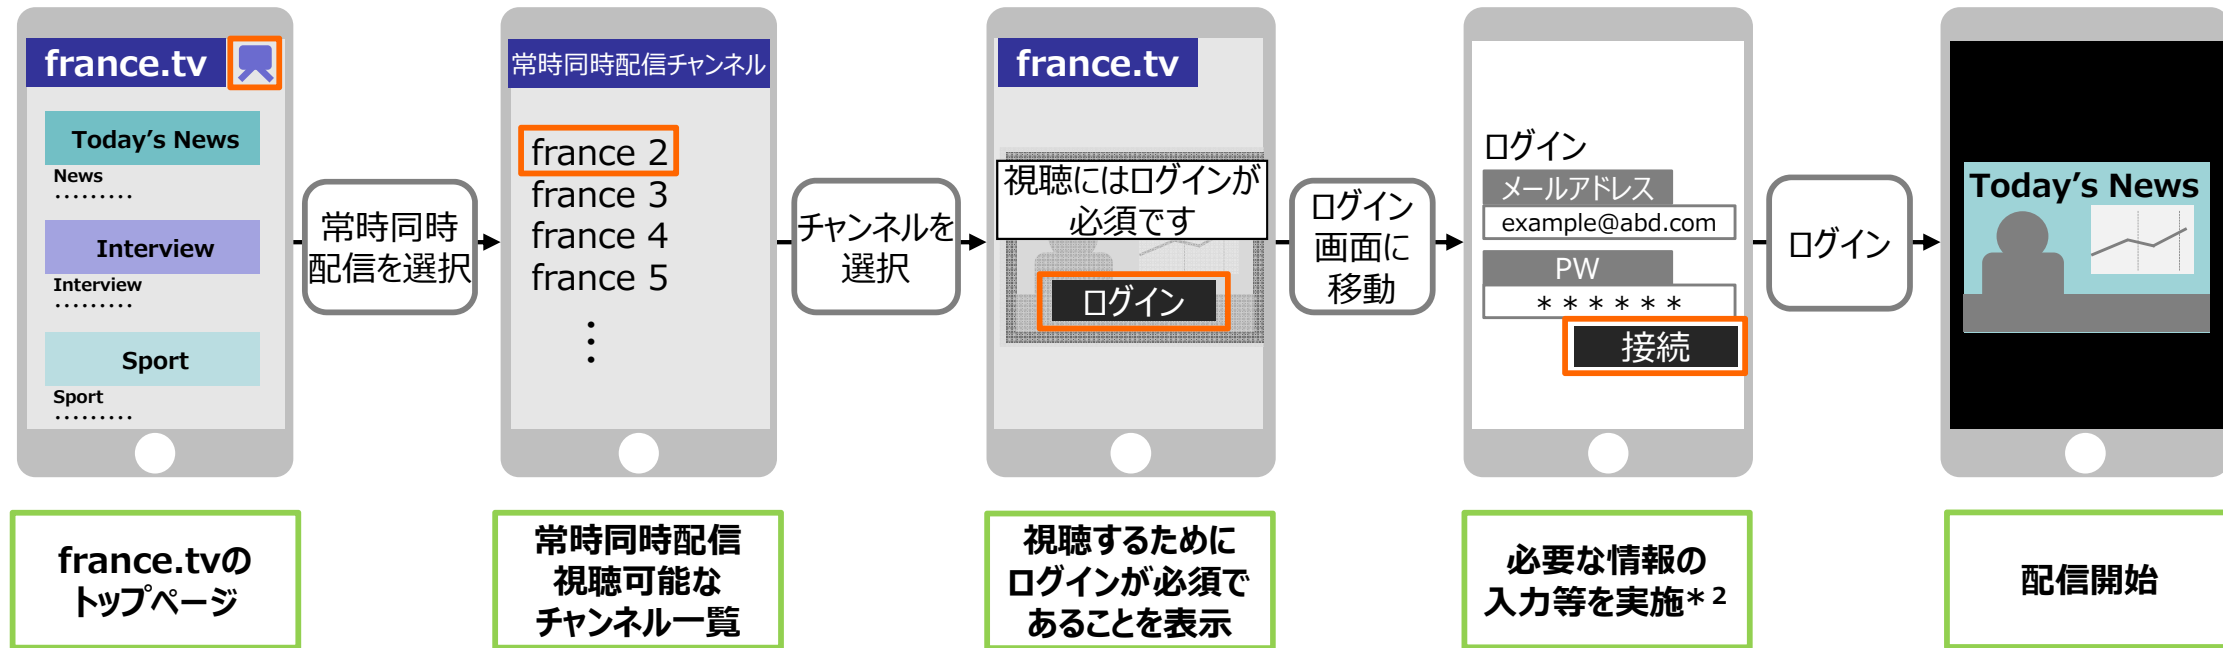 france.tv
Today’s News
News
·········
Interview
Interview
·········
Sport
Sport
·········
常時同時
配信を選択
常時同時配信チャンネル
france 2
france 3
france 4
france 5
⋮
チャンネルを
選択
france.tv
視聴にはログインが
必須です
ログイン
ログイン
画面に
移動
ログイン
メールアドレス
example@abd.com
PW
＊＊＊＊＊＊
接続
ログイン
Today’s News
france.tvの
トップページ
常時同時配信
視聴可能な
チャンネル一覧
視聴するために
ログインが必須で
あることを表示
必要な情報の
入力等を実施＊2
配信開始